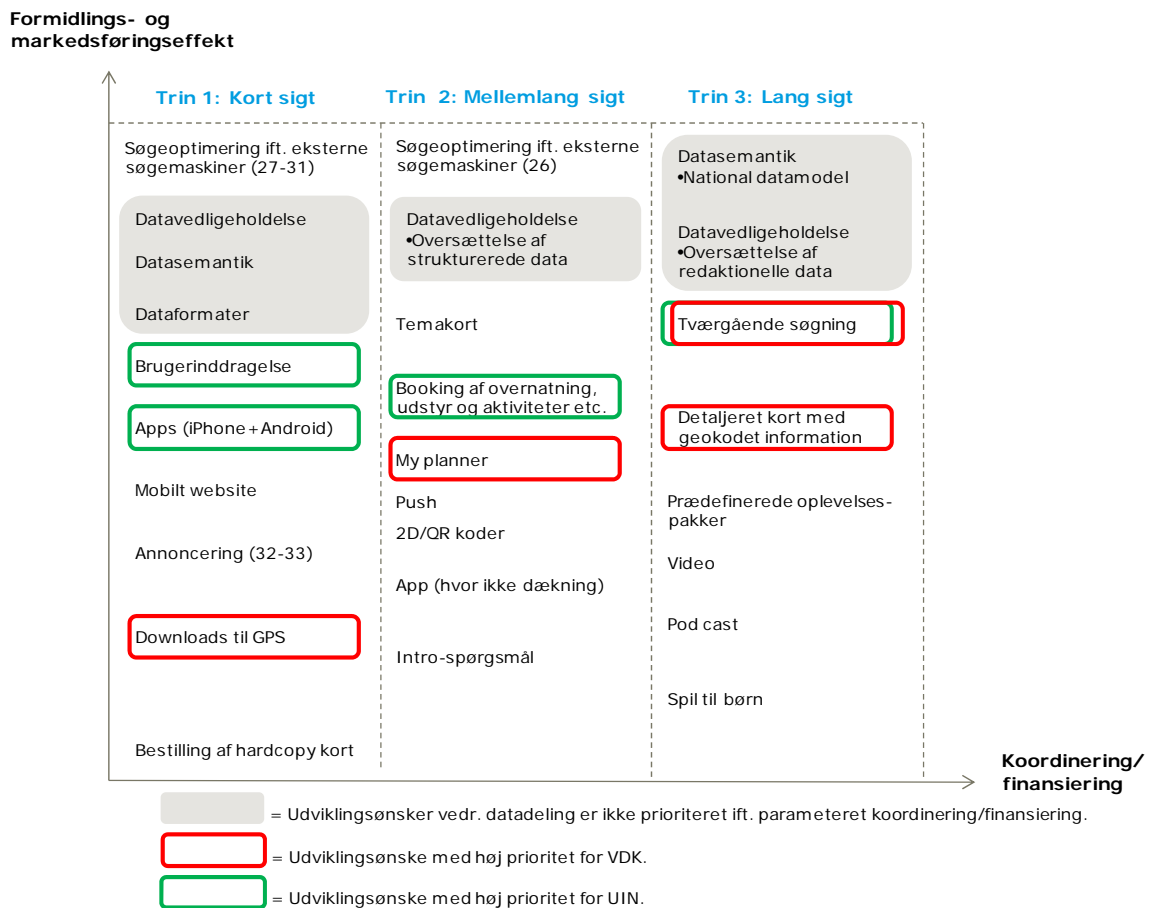 Formidlings- og
markedsføringseffekt
Trin 1: Kort sigt
Søgeoptimering ift. eksterne
søgemaskiner (27-31)
Datavedligeholdelse
Datasemantik
Dataformater
Brugerinddragelse
Apps (iPhone+Android)
Mobilt website
Annoncering (32-33)
Downloads til GPS
Bestilling af hardcopy kort
Trin 2: Mellemlang sigt
Søgeoptimering ift. eksterne
søgemaskiner (26)
Datavedligeholdelse
•Oversættelse af
strukturerede data
Temakort
Booking af overnatning,
udstyr og aktiviteter etc.
My planner
Push
2D/QR koder
App (hvor ikke dækning)
Intro-spørgsmål
Trin 3: Lang sigt
Datasemantik
•National datamodel
Datavedligeholdelse
•Oversættelse af
redaktionelle data
Tværgående søgning
Detaljeret kort med
geokodet information
Prædefinerede oplevelses-
pakker
Video
Pod cast
Spil til børn
Koordinering/
finansiering
= Udviklingsønsker vedr. datadeling er ikke prioriteret ift. parameteret koordinering/finansiering.
= Udviklingsønske med høj prioritet for VDK.
= Udviklingsønske med høj prioritet for UIN.